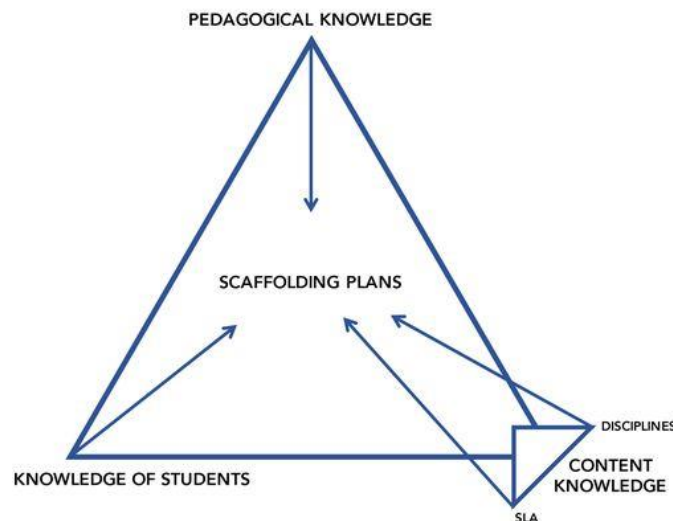 PEDAGOGICAL KNOWLEDGE
SCAFFOLDING PLANS
DISCIPLINES
KNOWLEDGE OF STUDENTS
CONTENT
KNOWLEDGE
SLA